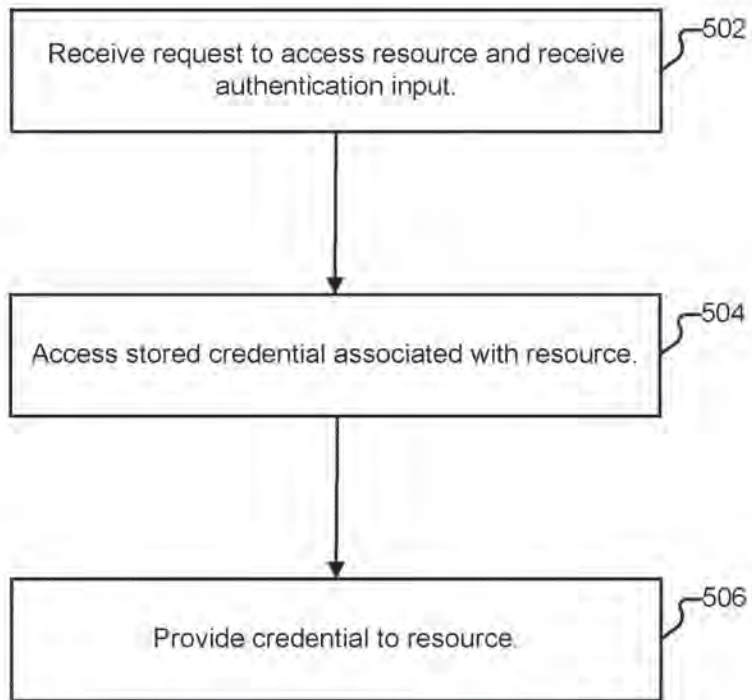 Receive request to access resource and receive
authentication input.
502
Access stored credential associated with resource.
504
Provide credential to resource.
506